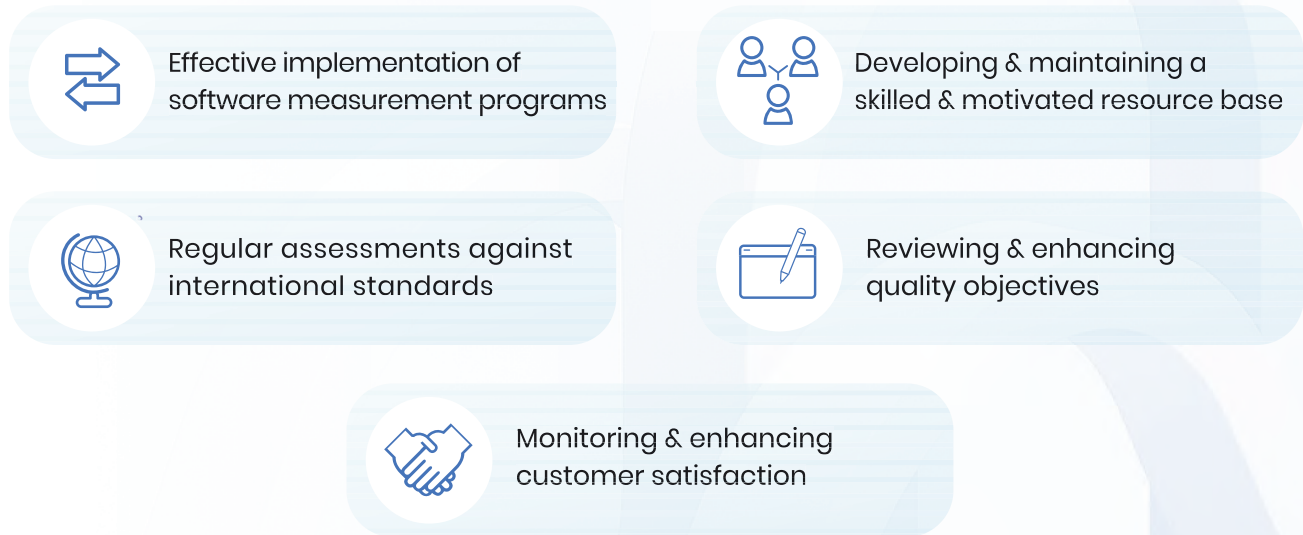 Effective implementation of
software measurement programs
Developing & maintaining a
skilled & motivated resource base
Regular assessments against
international standards
Reviewing & enhancing
quality objectives
Monitoring & enhancing
customer satisfaction